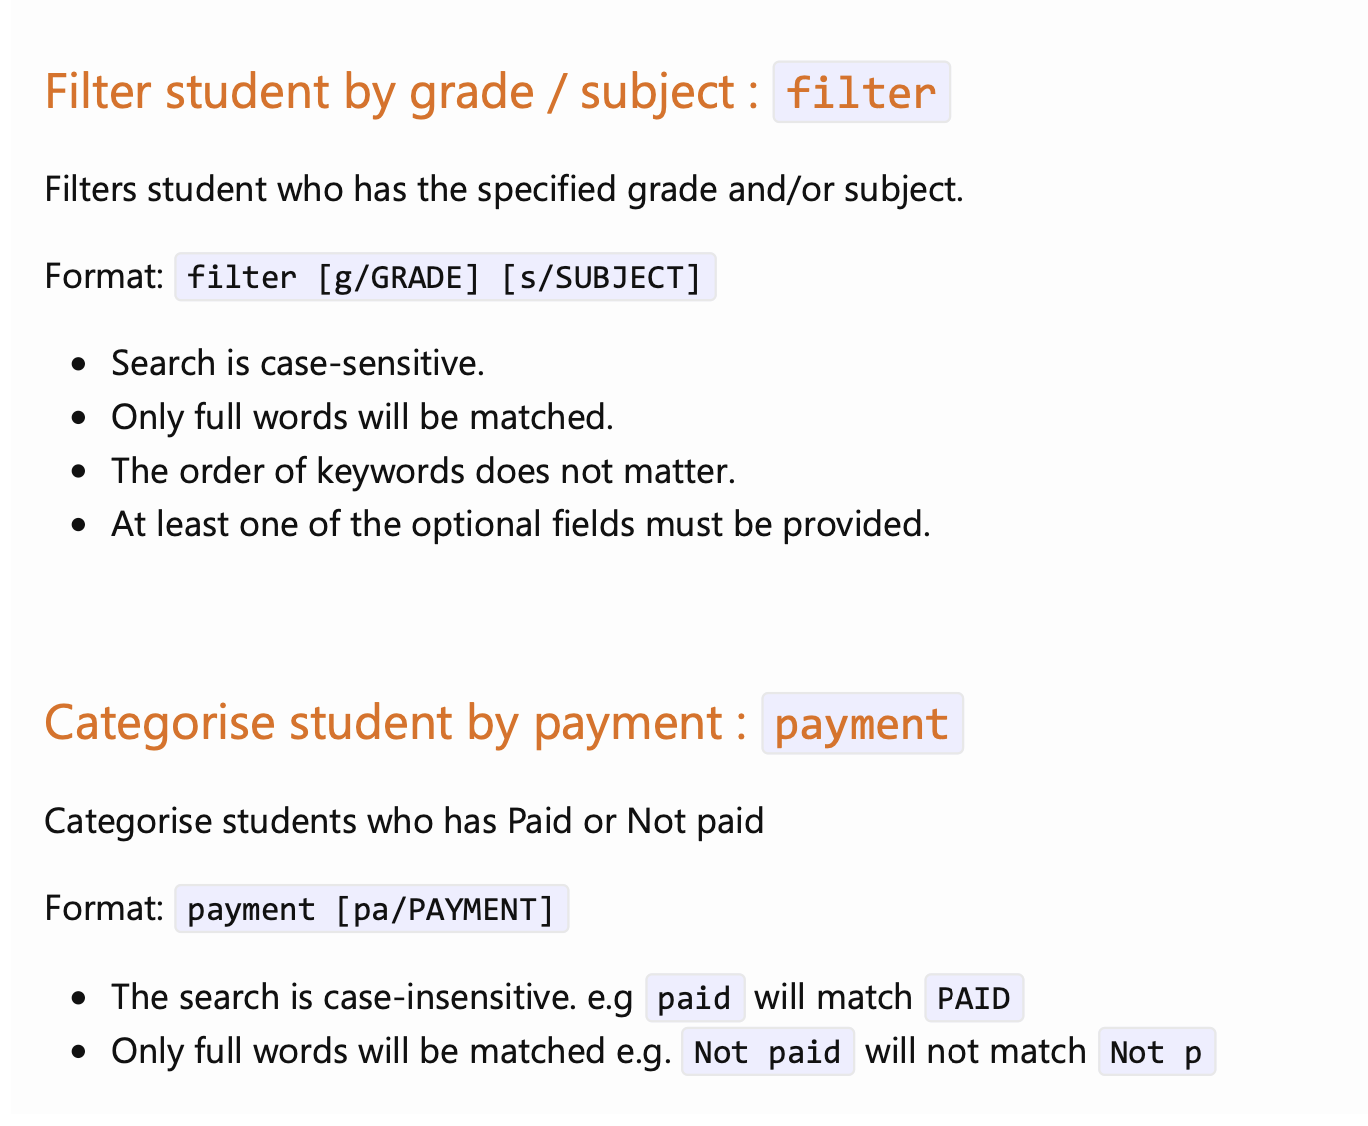 Filter student by grade / subject : filter
Filters student who has the specified grade and/or subject.
Format: filter [g/GRADE] [s/SUBJECT]
• Search is case-sensitive.
• Only full words will be matched.
• The order of keywords does not matter.
• At least one of the optional fields must be provided.
Categorise student by payment : payment
Categorise students who has Paid or Not paid
Format: payment [pa/PAYMENT]
• The search is case-insensitive. e.g paid will match PAID
• Only full words will be matched e.g. Not paid will not match Not p